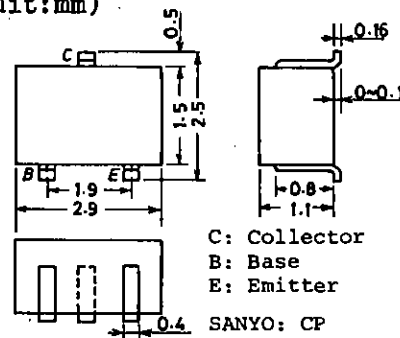 unit:mm)
0.5
C
0.16
1.5
2.5
0~0.1
B
E
1.9
2.9
0.8
1.1
C: Collector
B: Base
E: Emitter
0.4
SANYO: CP